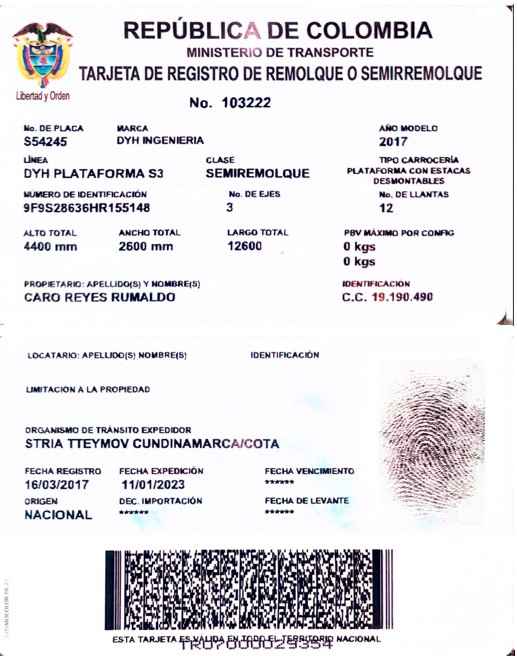 REPÚBLICA DE COLOMBIA
MINISTERIO DE TRANSPORTE
TARJETA DE REGISTRO DE REMOLQUE O SEMIRREMOLQUE
Libertad y Orden
No. 103222
No. DE PLACA MARCA AÑO MODELO
S54245 DYH INGENIERIA 2017
LÍNEA CLASE TIPO CARROCERÍA
DYH PLATAFORMA S3 SEMIREMOLQUE PLATAFORMA CON ESTACAS
DESMONTABLES
NUMERO DE IDENTIFICACIÓN No. DE EJES No. DE LLANTAS
9F9S28636HR155148 3 12
ALTO TOTAL ANCHO TOTAL LARGO TOTAL PBV MÁXIMO POR CONFIG
4400 mm 2600 mm 12600 0 kgs
0 kgs
PROPIETARIO: APELLIDO(S) Y NOMBRE(S) IDENTIFICACIÓN
CARO REYES RUMALDO C.C. 19.190.490
LOCATARIO: APELLIDO(S) NOMBRE(S) IDENTIFICACIÓN
LIMITACION A LA PROPIEDAD
ORGANISMO DE TRÁNSITO EXPEDIDOR
STRIA TTEYMOV CUNDINAMARCA/COTA
FECHA REGISTRO FECHA EXPEDICIÓN FECHA VENCIMIENTO
16/03/2017 11/01/2023 ******
ORIGEN DEC. IMPORTACIÓN FECHA DE LEVANTE
NACIONAL ****** ******
ESTA TARJETA ES VALIDA EN TODO EL TERRITORIO NACIONAL
TR07000029354